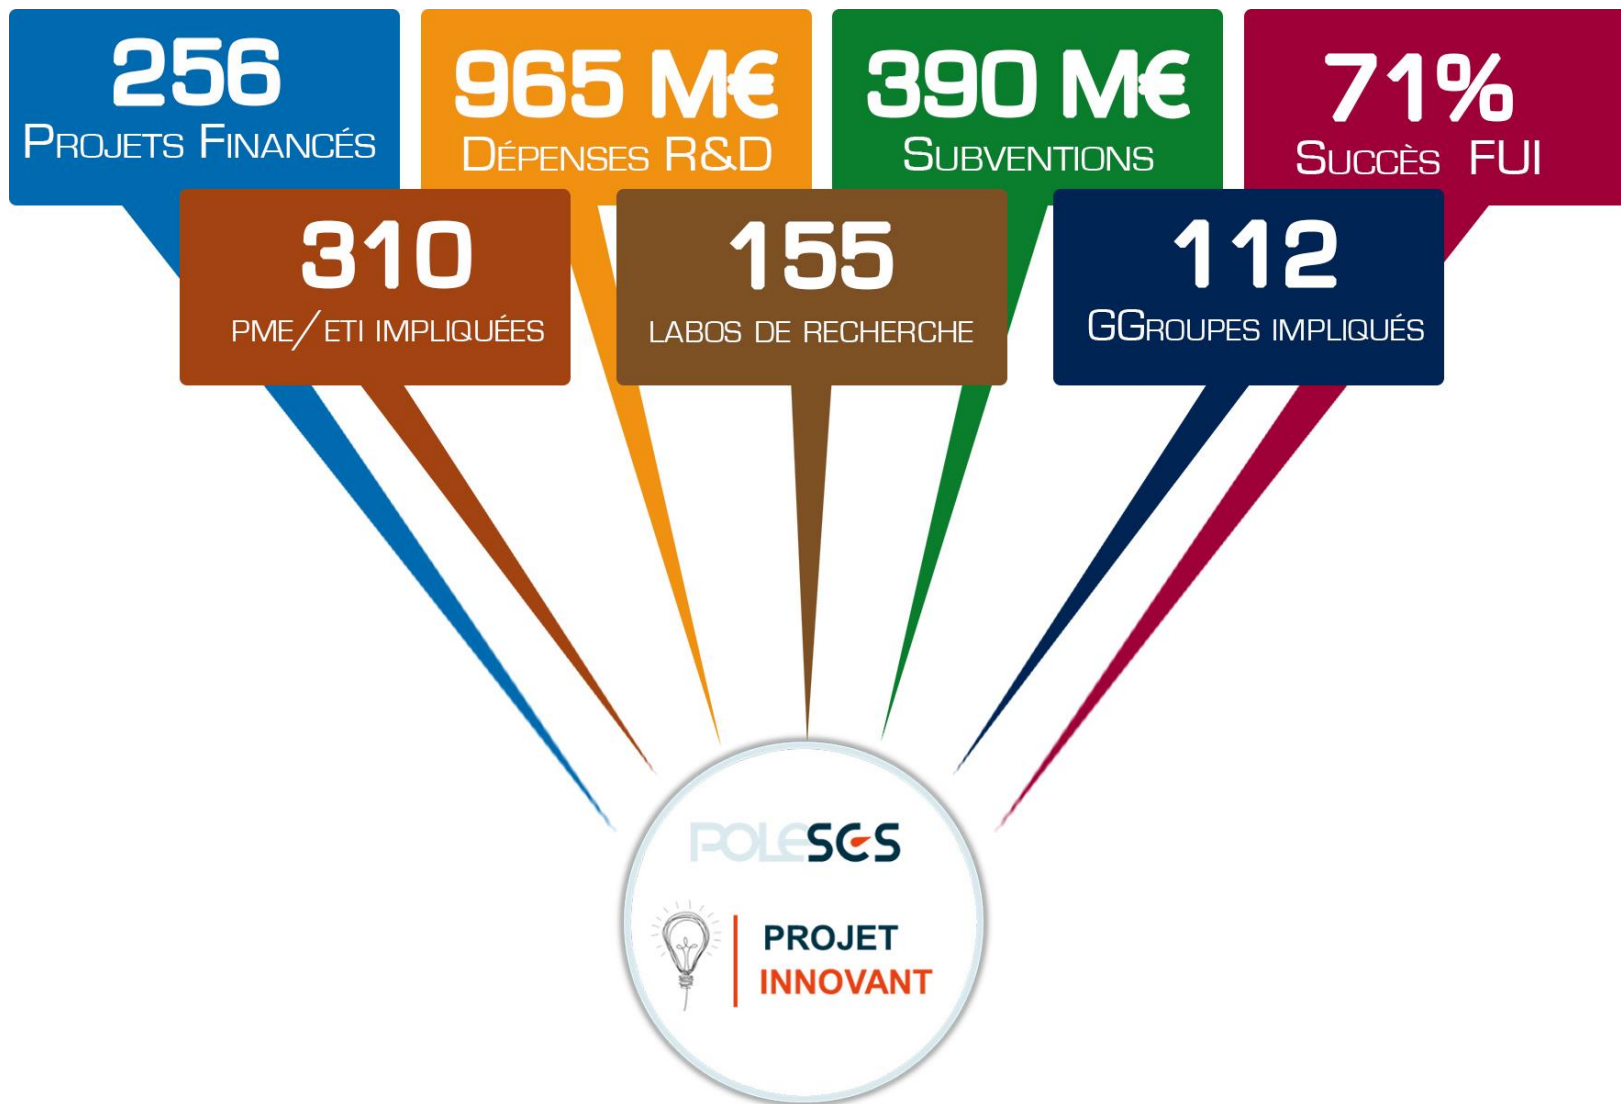 256
PROJETS FINANCÉS
965 M€
DÉPENSES R&D
390 M€
SUBVENTIONS
71%
SUCCÈS FUI
310
PME/ETI IMPLIQUÉES
155
LABOS DE RECHERCHE
112
GGROUPES IMPLIQUÉS
POLESCS
PROJET
INNOVANT